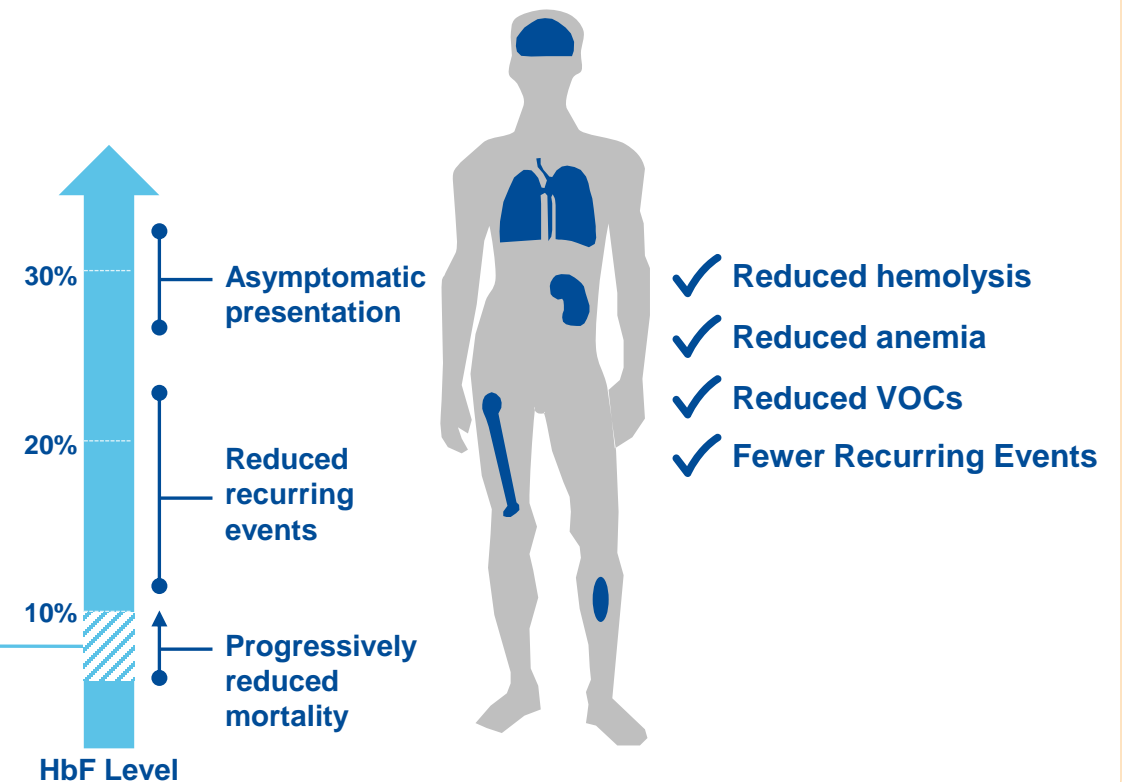 30%
Asymptomatic
presentation
20%
Reduced
recurring
events
10%
Progressively
reduced
mortality
HbF Level
Reduced hemolysis
Reduced anemia
Reduced VOCs
Fewer Recurring Events